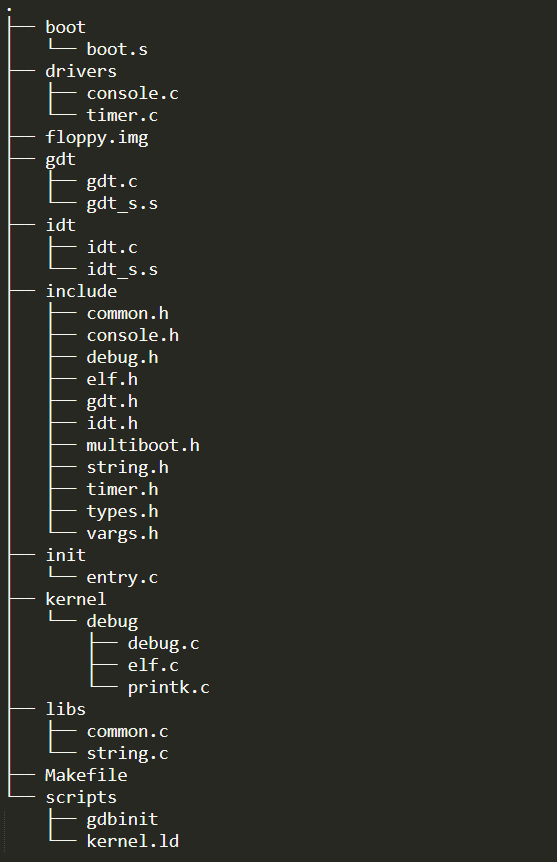 .
├── boot
│   └── boot.s
├── drivers
│   ├── console.c
│   └── timer.c
├── floppy.img
├── gdt
│   ├── gdt.c
│   └── gdt_s.s
├── idt
│   ├── idt.c
│   └── idt_s.s
├── include
│   ├── common.h
│   ├── console.h
│   ├── debug.h
│   ├── elf.h
│   ├── gdt.h
│   ├── idt.h
│   ├── multiboot.h
│   ├── string.h
│   ├── timer.h
│   ├── types.h
│   └── vargs.h
├── init
│   └── entry.c
├── kernel
│   └── debug
│       ├── debug.c
│       ├── elf.c
│       └── printk.c
├── libs
│   ├── common.c
│   └── string.c
├── Makefile
└── scripts
    ├── gdbinit
    └── kernel.ld